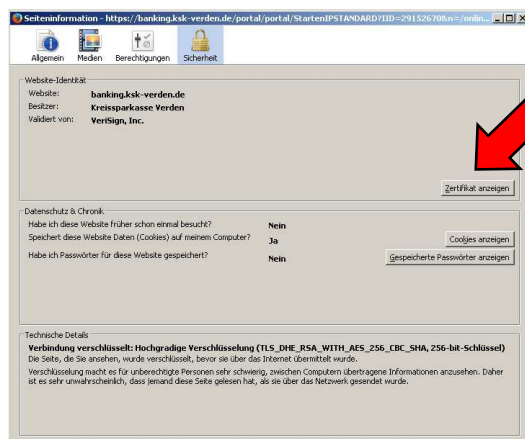 Seiteninformation - https://banking.ksk-verden.de/portal/portal/StartenIPSTANDARD?IID=29152670&n=/onlin...
Allgemein Medien Berechtigungen Sicherheit
Website-Identität
Website: banking.ksk-verden.de
Besitzer: Kreissparkasse Verden
Validiert von: VeriSign, Inc.
Zertifikat anzeigen
Datenschutz & Chronik
Habe ich diese Website früher schon einmal besucht? Nein
Speichert diese Website Daten (Cookies) auf meinem Computer? Ja Cookies anzeigen
Habe ich Passwörter für diese Website gespeichert? Nein Gespeicherte Passwörter anzeigen
Technische Details
Verbindung verschlüsselt: Hochgradige Verschlüsselung (TLS_DHE_RSA_WITH_AES_256_CBC_SHA, 256-bit-Schlüssel)
Die Seite, die Sie ansehen, wurde verschlüsselt, bevor sie über das Internet übermittelt wurde.
Verschlüsselung macht es für unberechtigte Personen sehr schwierig, zwischen Computern übertragene Informationen anzusehen. Daher
ist es sehr unwahrscheinlich, dass jemand diese Seite gelesen hat, als sie über das Netzwerk gesendet wurde.